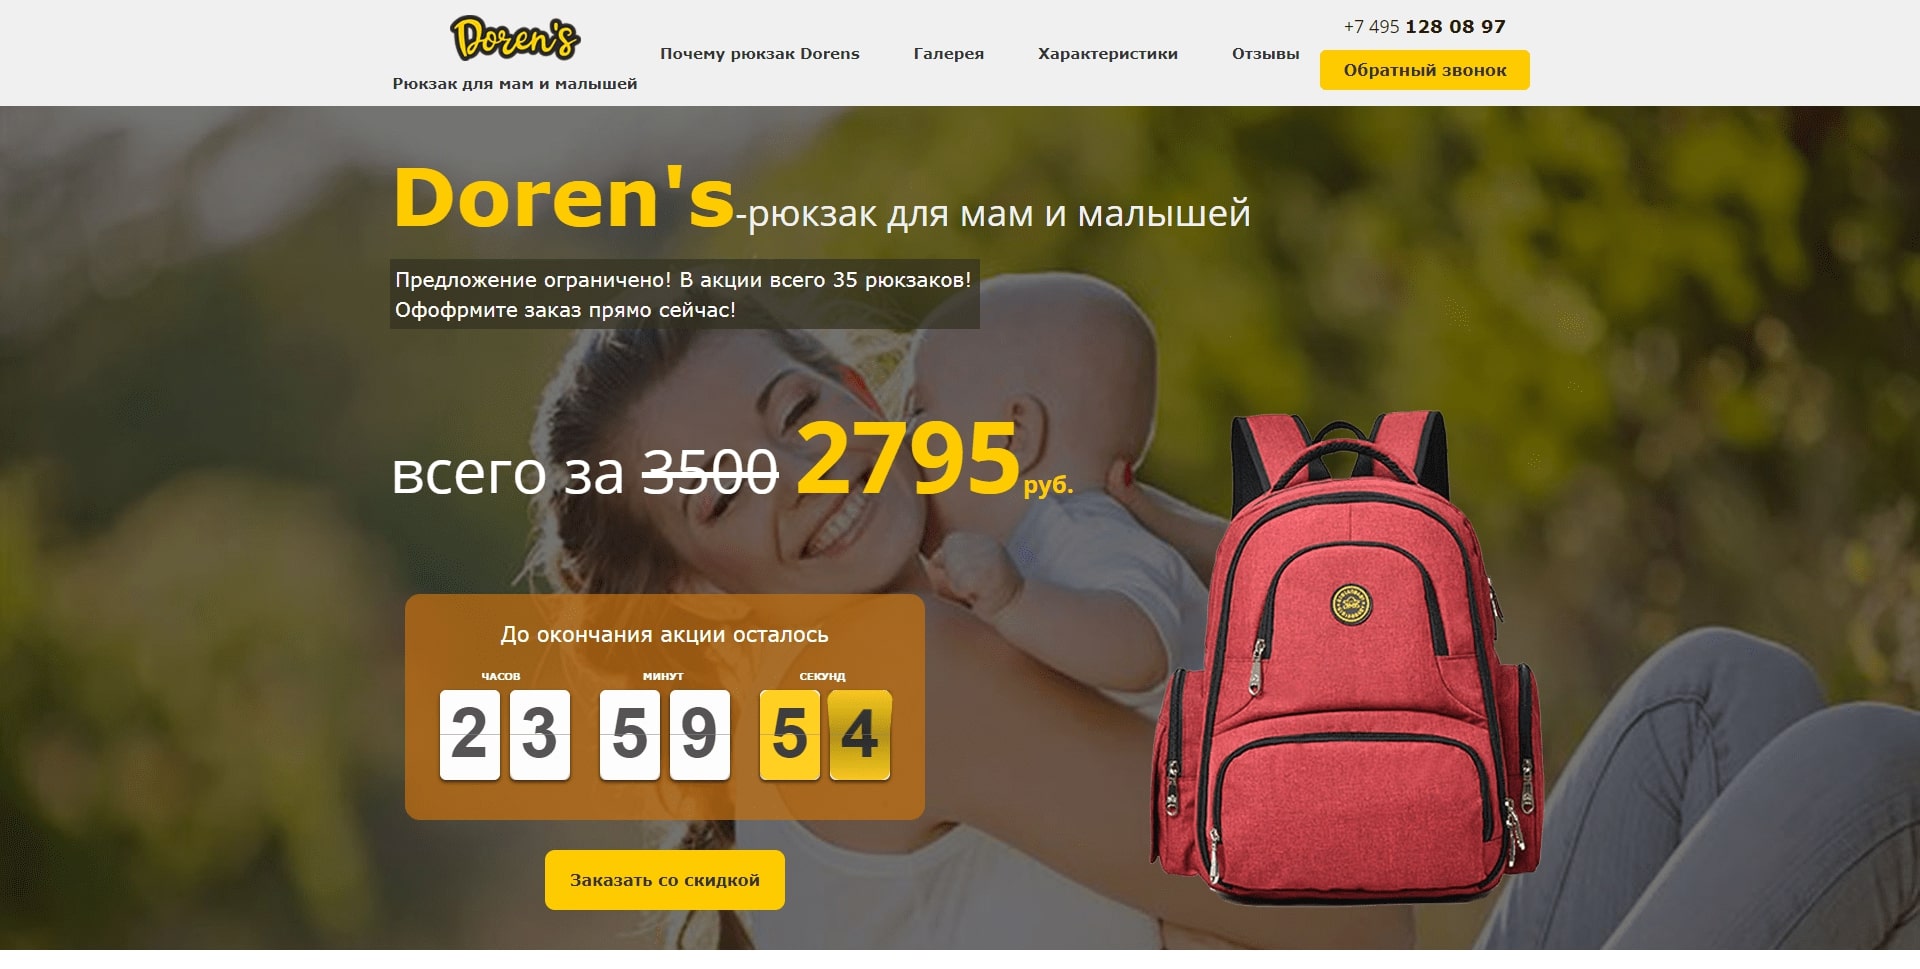 Doren's
Рюкзак для мам и малышей
Почему рюкзак Dorens
Галерея
Характеристики
Отзывы
+7 495 128 08 97
Обратный звонок
Doren's-рюкзак для мам и малышей
Предложение ограничено! В акции всего 35 рюкзаков!
Офофрмите заказ прямо сейчас!
всего за 3500 2795 руб.
До окончания акции осталось
ЧАСОВ МИНУТ СЕКУНД
23 59 54
Заказать со скидкой